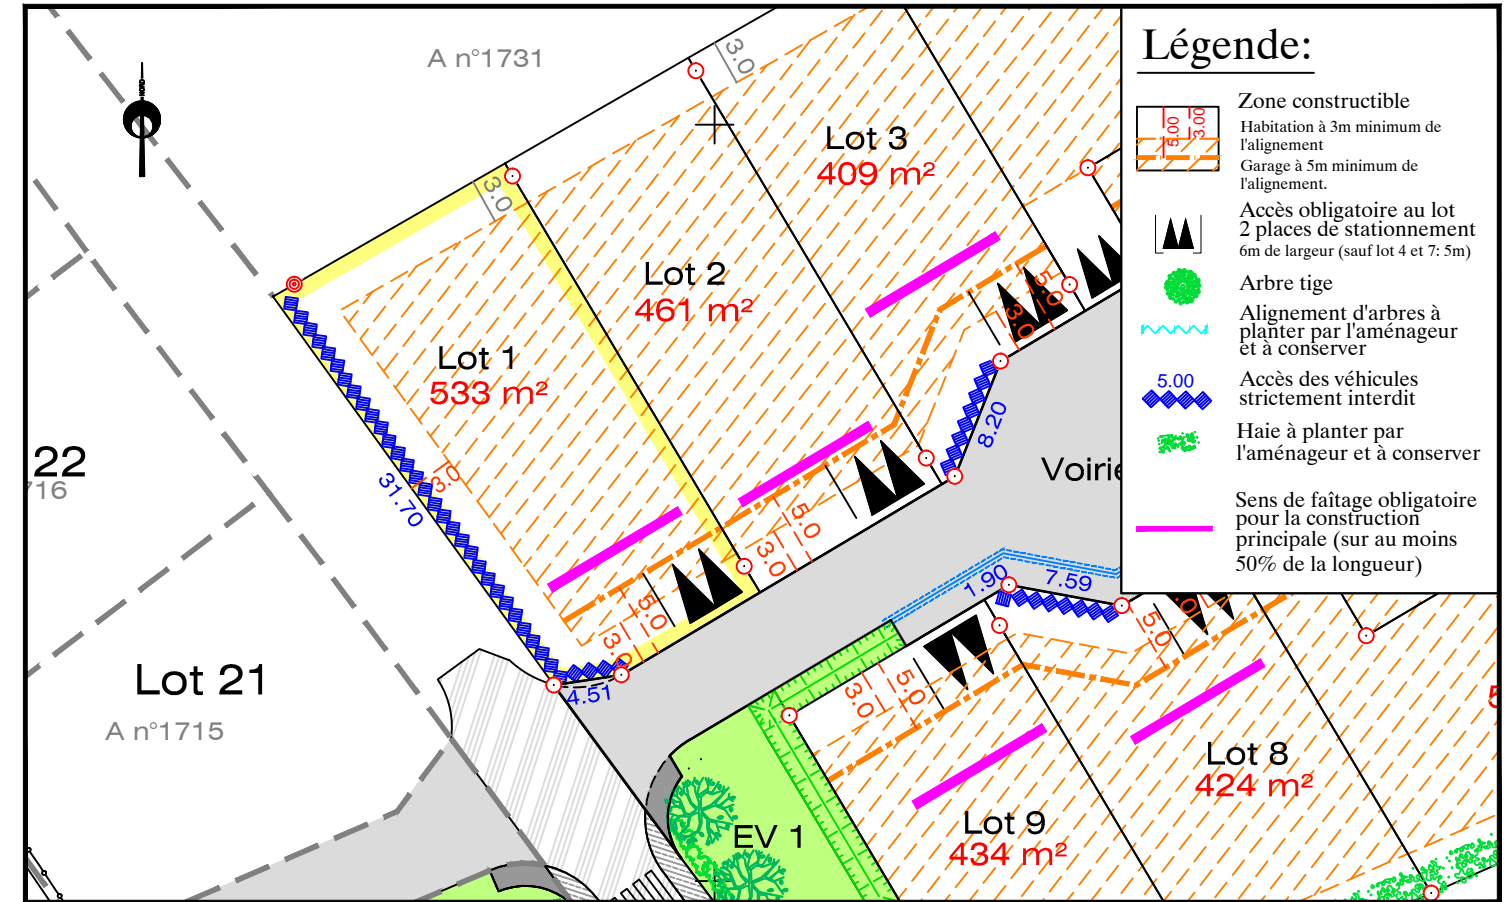 A n°1731
3.0
3.0
Lot 3
409 m²
Lot 2
461 m²
Lot 1
533 m²
3.0
31.70
22
716
8.20
Voirie
5.0
3.0
5.0
3.0
5.0
3.0
4.51
1.90
7.59
5.0
3.0
5.0
Lot 21
A n°1715
EV 1
Lot 9
434 m²
Lot 8
424 m²
Légende:
5.00
3.00
Zone constructible
Habitation à 3m minimum de
l'alignement
Garage à 5m minimum de
l'alignement.
Accès obligatoire au lot
2 places de stationnement
6m de largeur (sauf lot 4 et 7: 5m)
Arbre tige
Alignement d'arbres à
planter par l'aménageur
et à conserver
5.00
Accès des véhicules
strictement interdit
Haie à planter par
l'aménageur et à conserver
Sens de faîtage obligatoire
pour la construction
principale (sur au moins
50% de la longueur)